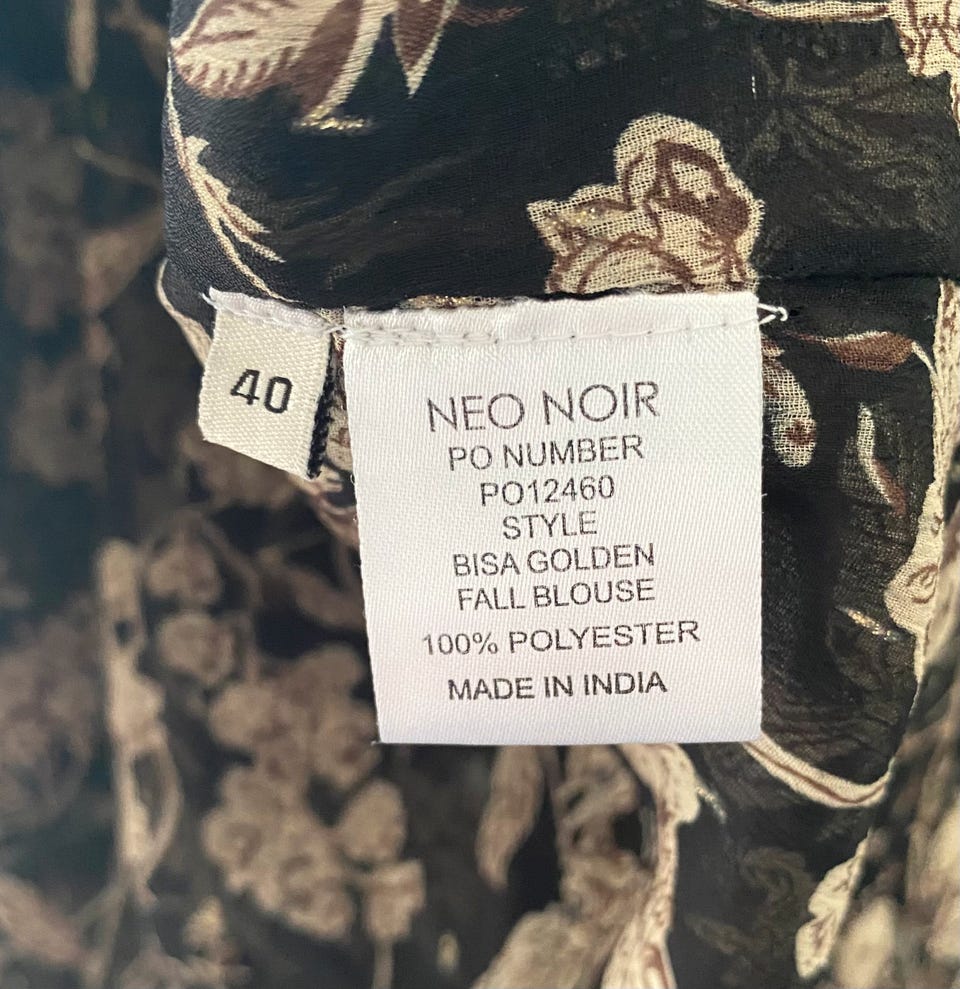 40
NEO NOIR
PO NUMBER
PO12460
STYLE
BISA GOLDEN
FALL BLOUSE
100% POLYESTER
MADE IN INDIA